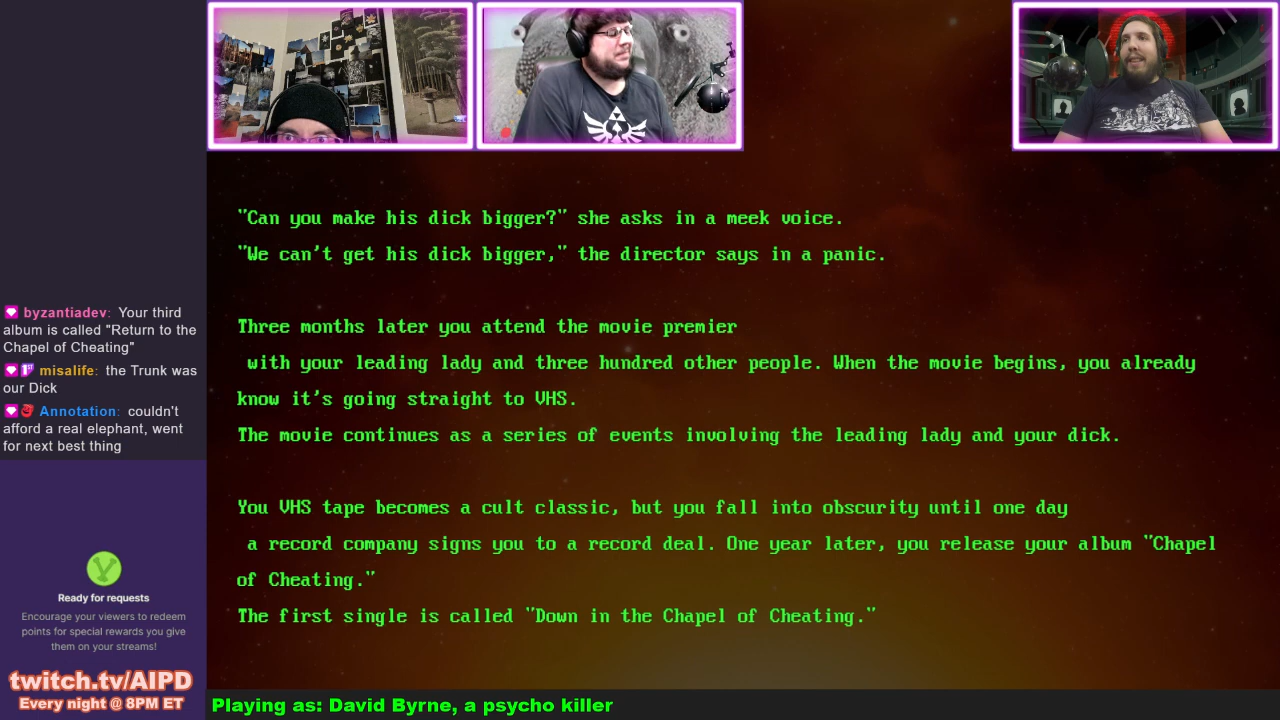 "Can you make his dick bigger?" she asks in a meek voice.
"We can't get his dick bigger," the director says in a panic.
Three months later you attend the movie premier
with your leading lady and three hundred other people. When the movie begins, you already
know it's going straight to VHS.
The movie continues as a series of events involving the leading lady and your dick.
You VHS tape becomes a cult classic, but you fall into obscurity until one day
a record company signs you to a record deal. One year later, you release your album "Chapel
of Cheating."
The first single is called "Down in the Chapel of Cheating."
byzantiadev: Your third
album is called "Return to the
Chapel of Cheating"
misalife: the Trunk was
our Dick
Annotation: couldn't
afford a real elephant, went
for next best thing
Ready for requests
Encourage your viewers to redeem
points for special rewards you give
them on your streams!
twitch.tv/AIPD
Every night @ 8PM ET
Playing as: David Byrne, a psycho killer